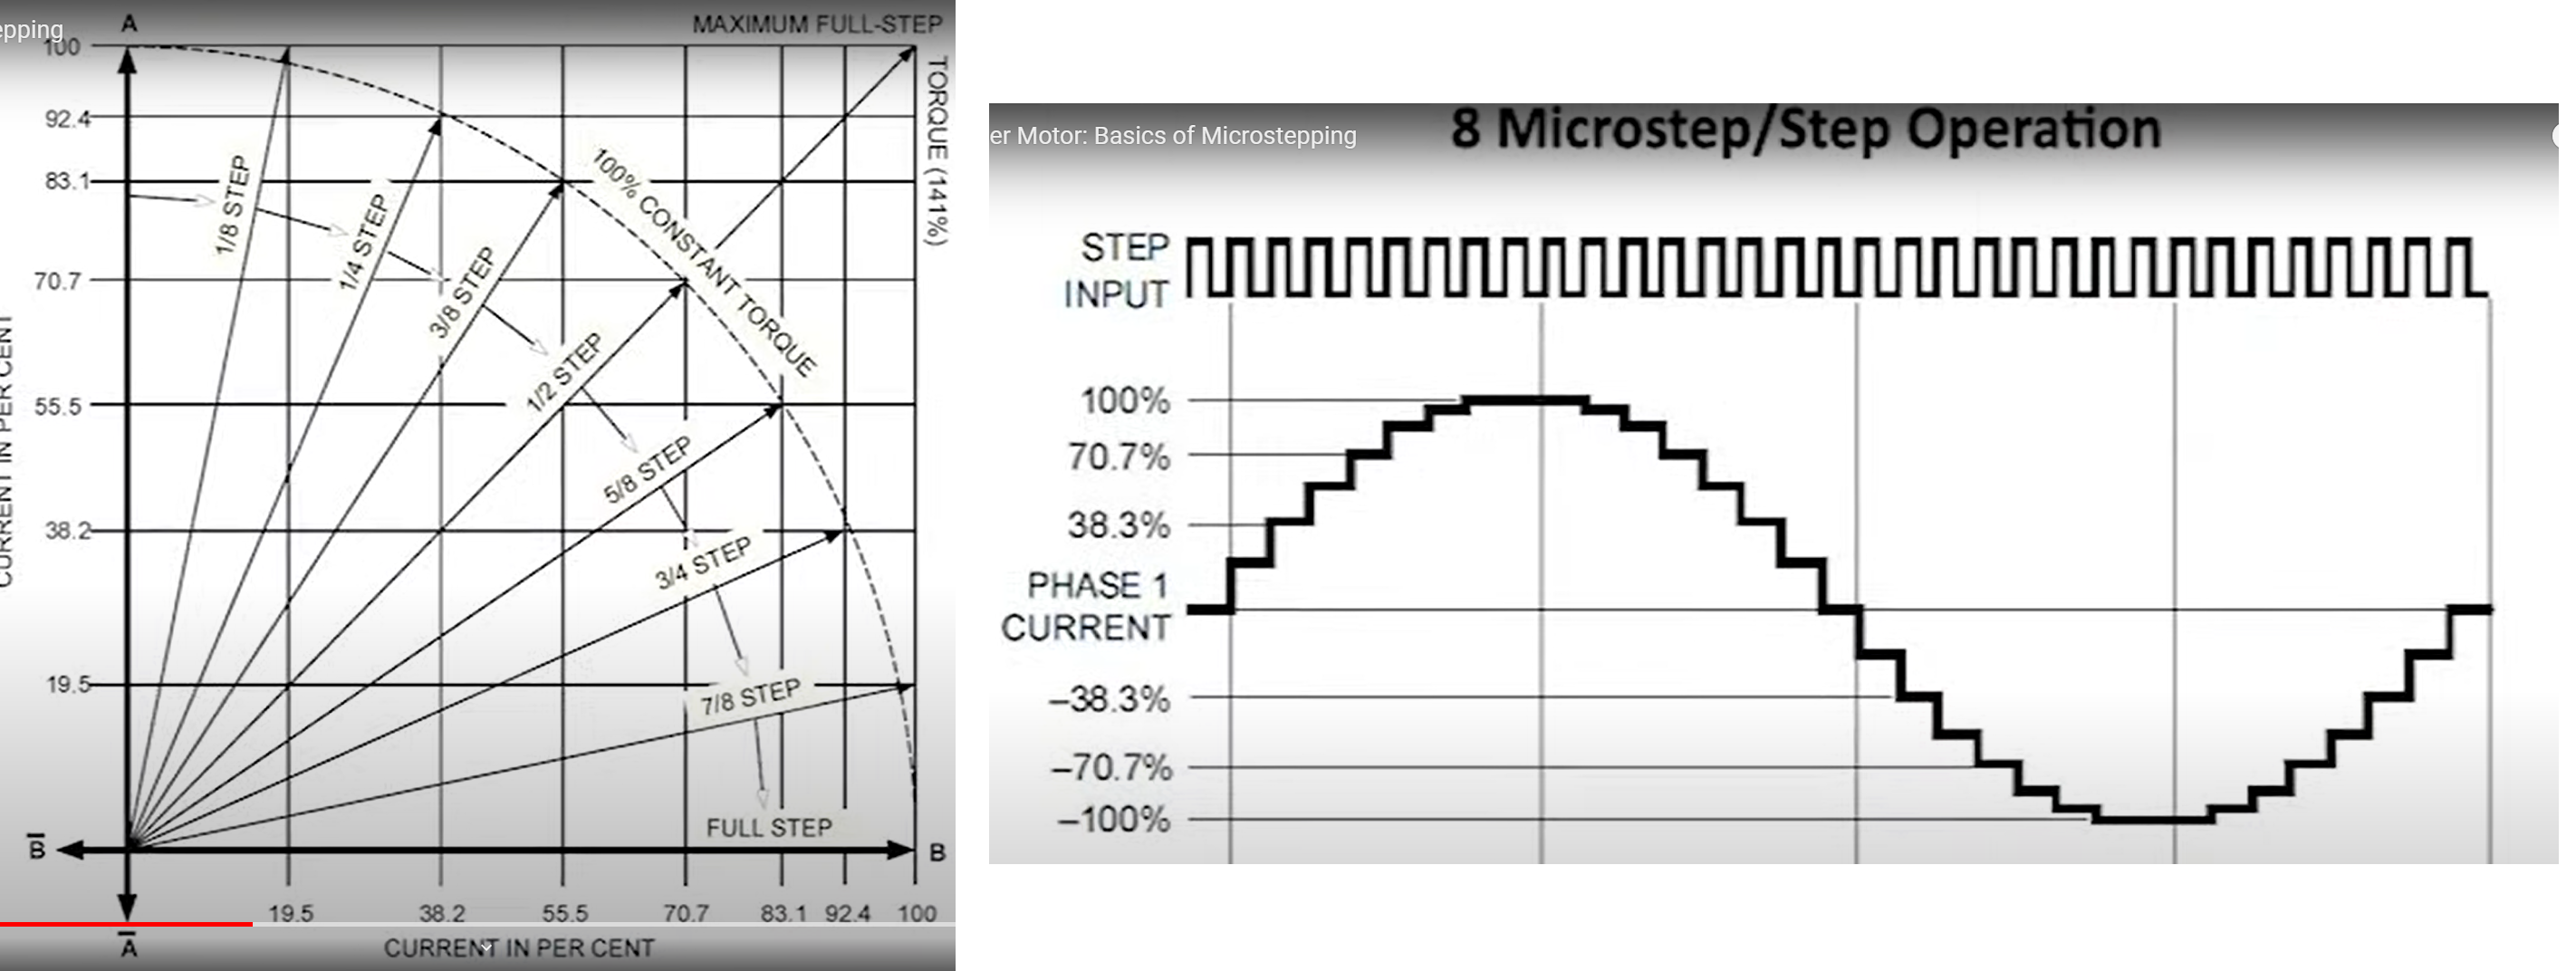 epping
A
MAXIMUM FULL-STEP
TORQUE (141%)
100
92.4
83.1
70.7
55.5
38.2
19.5
CURRENT IN PER CENT
1/8 STEP
1/4 STEP
3/8 STEP
1/2 STEP
5/8 STEP
3/4 STEP
7/8 STEP
FULL STEP
100% CONSTANT TORQUE
B̅
B
19.5 38.2 55.5 70.7 83.1 92.4 100
A̅
CURRENT IN PER CENT
8 Microstep/Step Operation
er Motor: Basics of Microstepping
STEP
INPUT
100%
70.7%
38.3%
PHASE 1
CURRENT
–38.3%
–70.7%
–100%